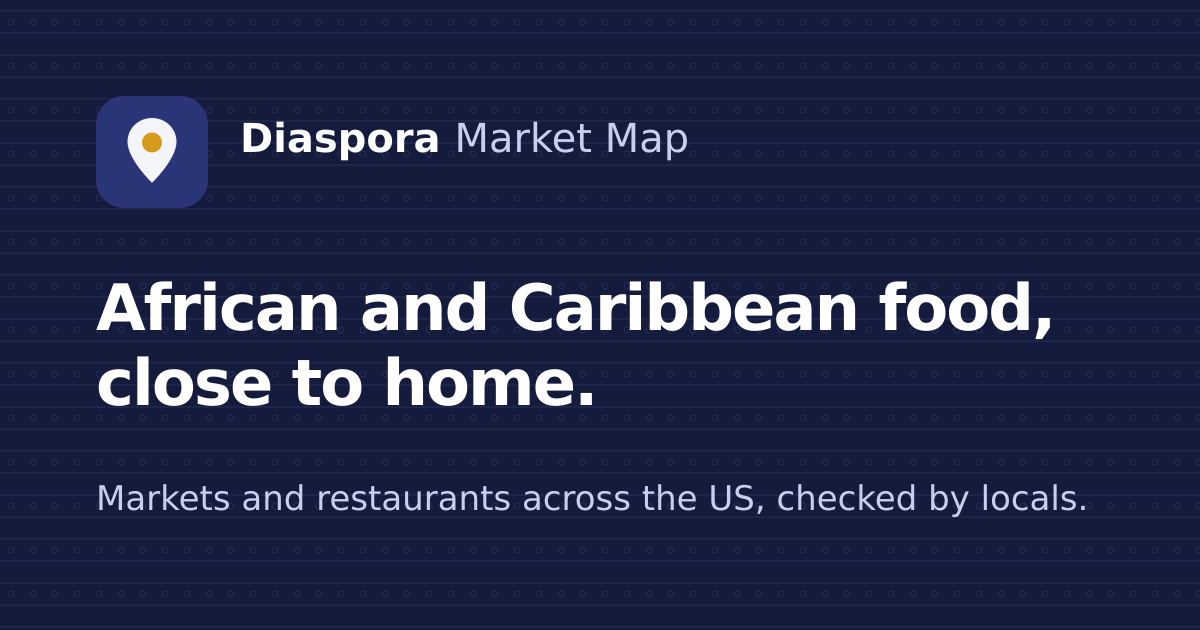 Diaspora Market Map
African and Caribbean food,
close to home.
Markets and restaurants across the US, checked by locals.